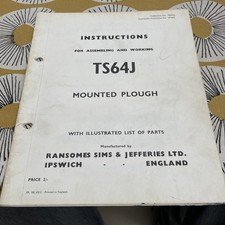 INSTRUCTIONS
FOR ASSEMBLING AND WORKING
TS64J
MOUNTED PLOUGH
WITH ILLUSTRATED LIST OF PARTS
Manufactured by
RANSOMES SIMS & JEFFERIES LTD.
IPSWICH - - ENGLAND
PRICE 2/-